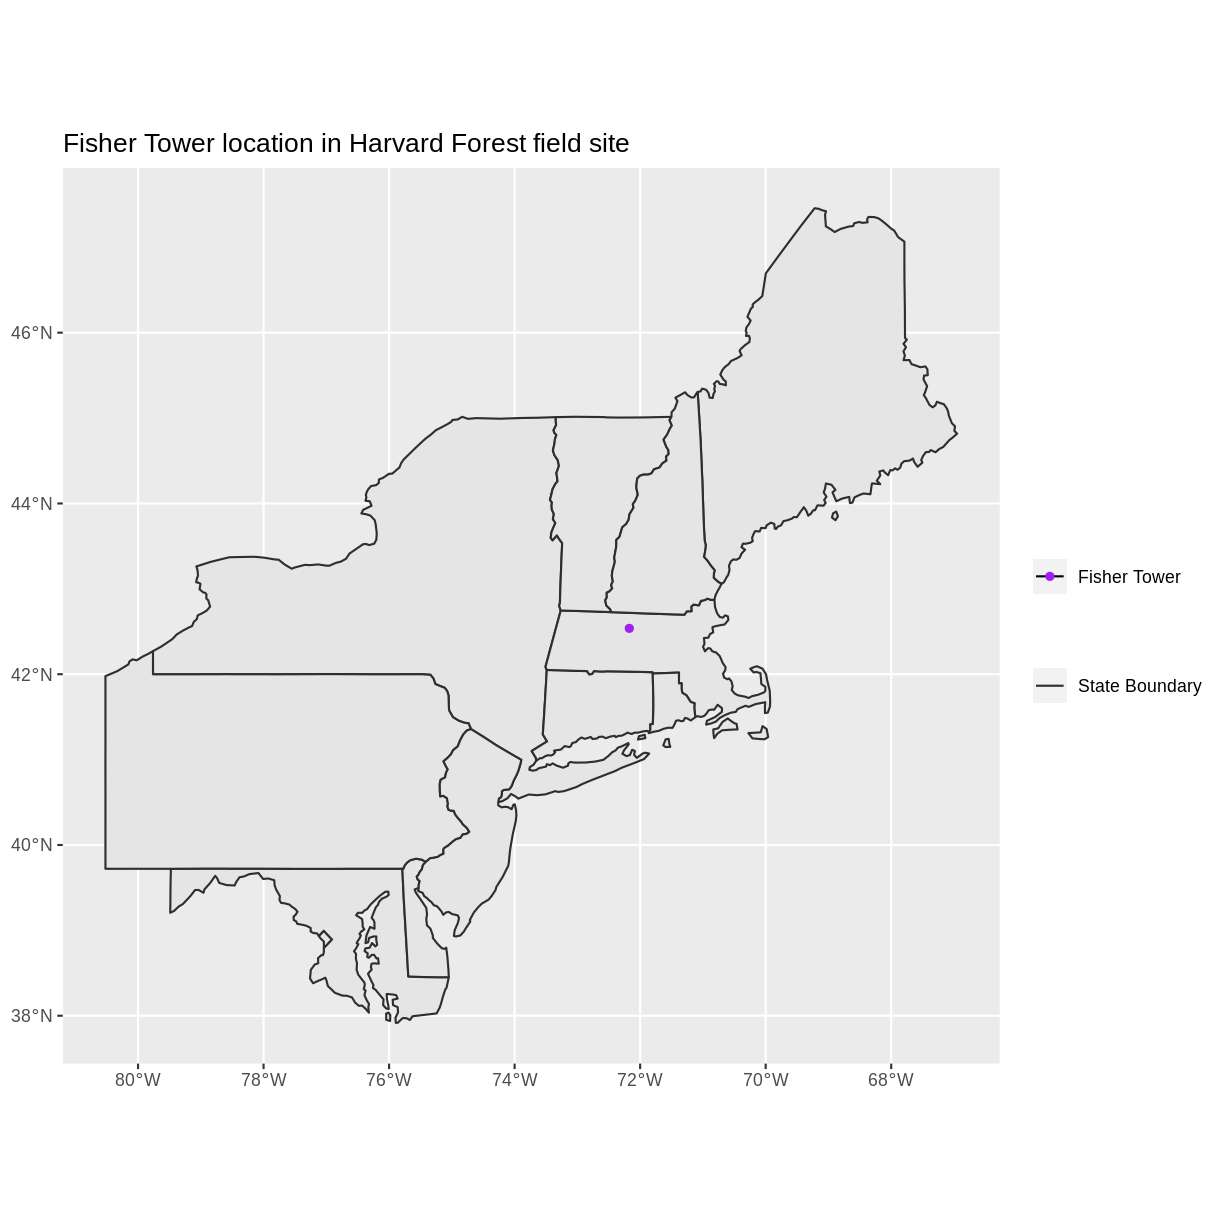 Fisher Tower location in Harvard Forest field site
46°N
44°N
42°N
40°N
38°N
80°W 78°W 76°W 74°W 72°W 70°W 68°W
Fisher Tower
State Boundary